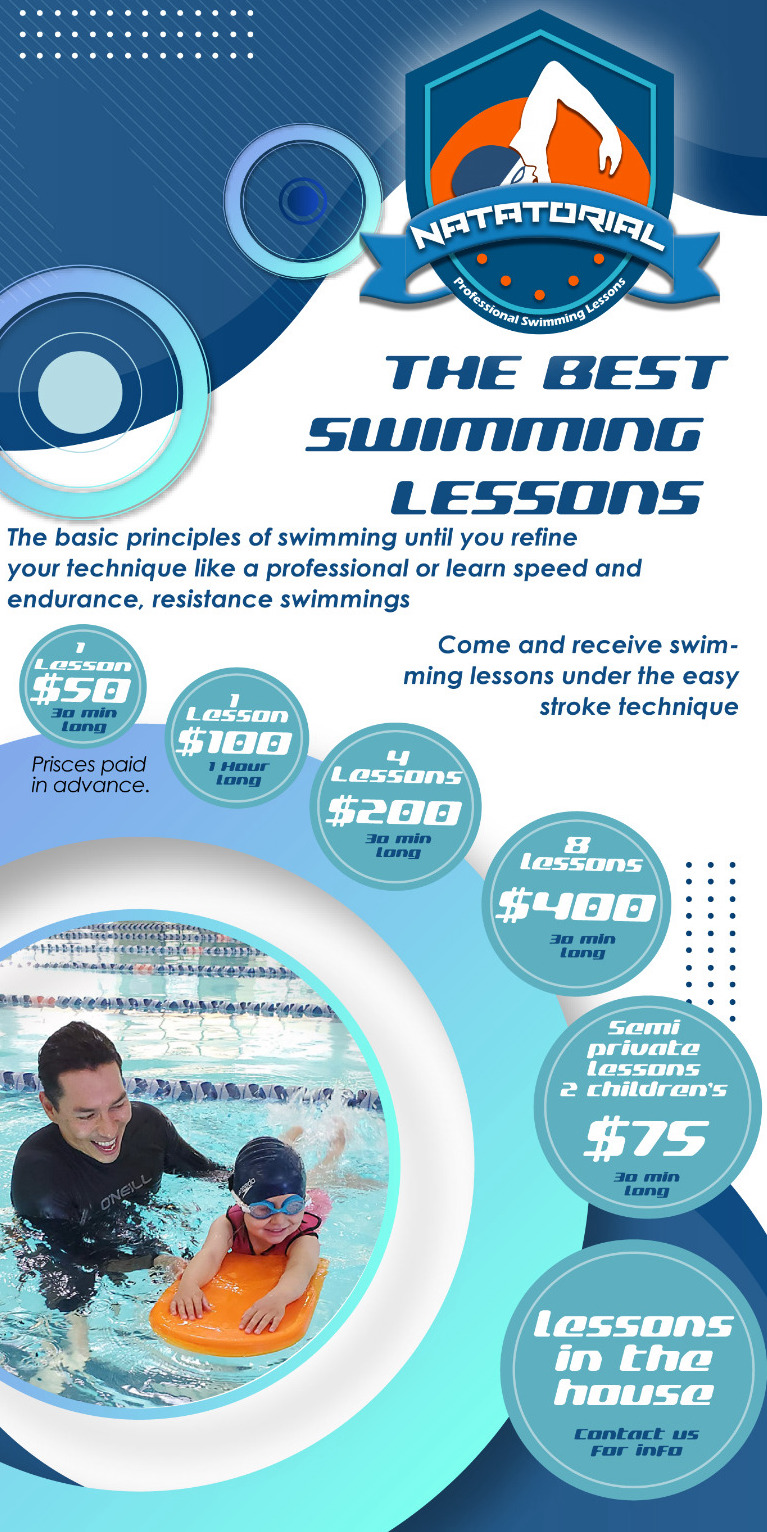 NATATORIAL
Professional Swimming Lessons
THE BEST
SWIMMING
LESSONS
The basic principles of swimming until you refine
your technique like a professional or learn speed and
endurance, resistance swimmings
Come and receive swim-
ming lessons under the easy
stroke technique
1
Lesson
$50
30 min
long
Prisces paid
in advance.
1
Lesson
$100
1 Hour
long
4
Lessons
$200
30 min
long
8
lessons
$400
30 min
long
Semi
private
lessons
2 children's
$75
30 min
long
O'NEILL
speedo
lessons
in the
house
Contact us
For info